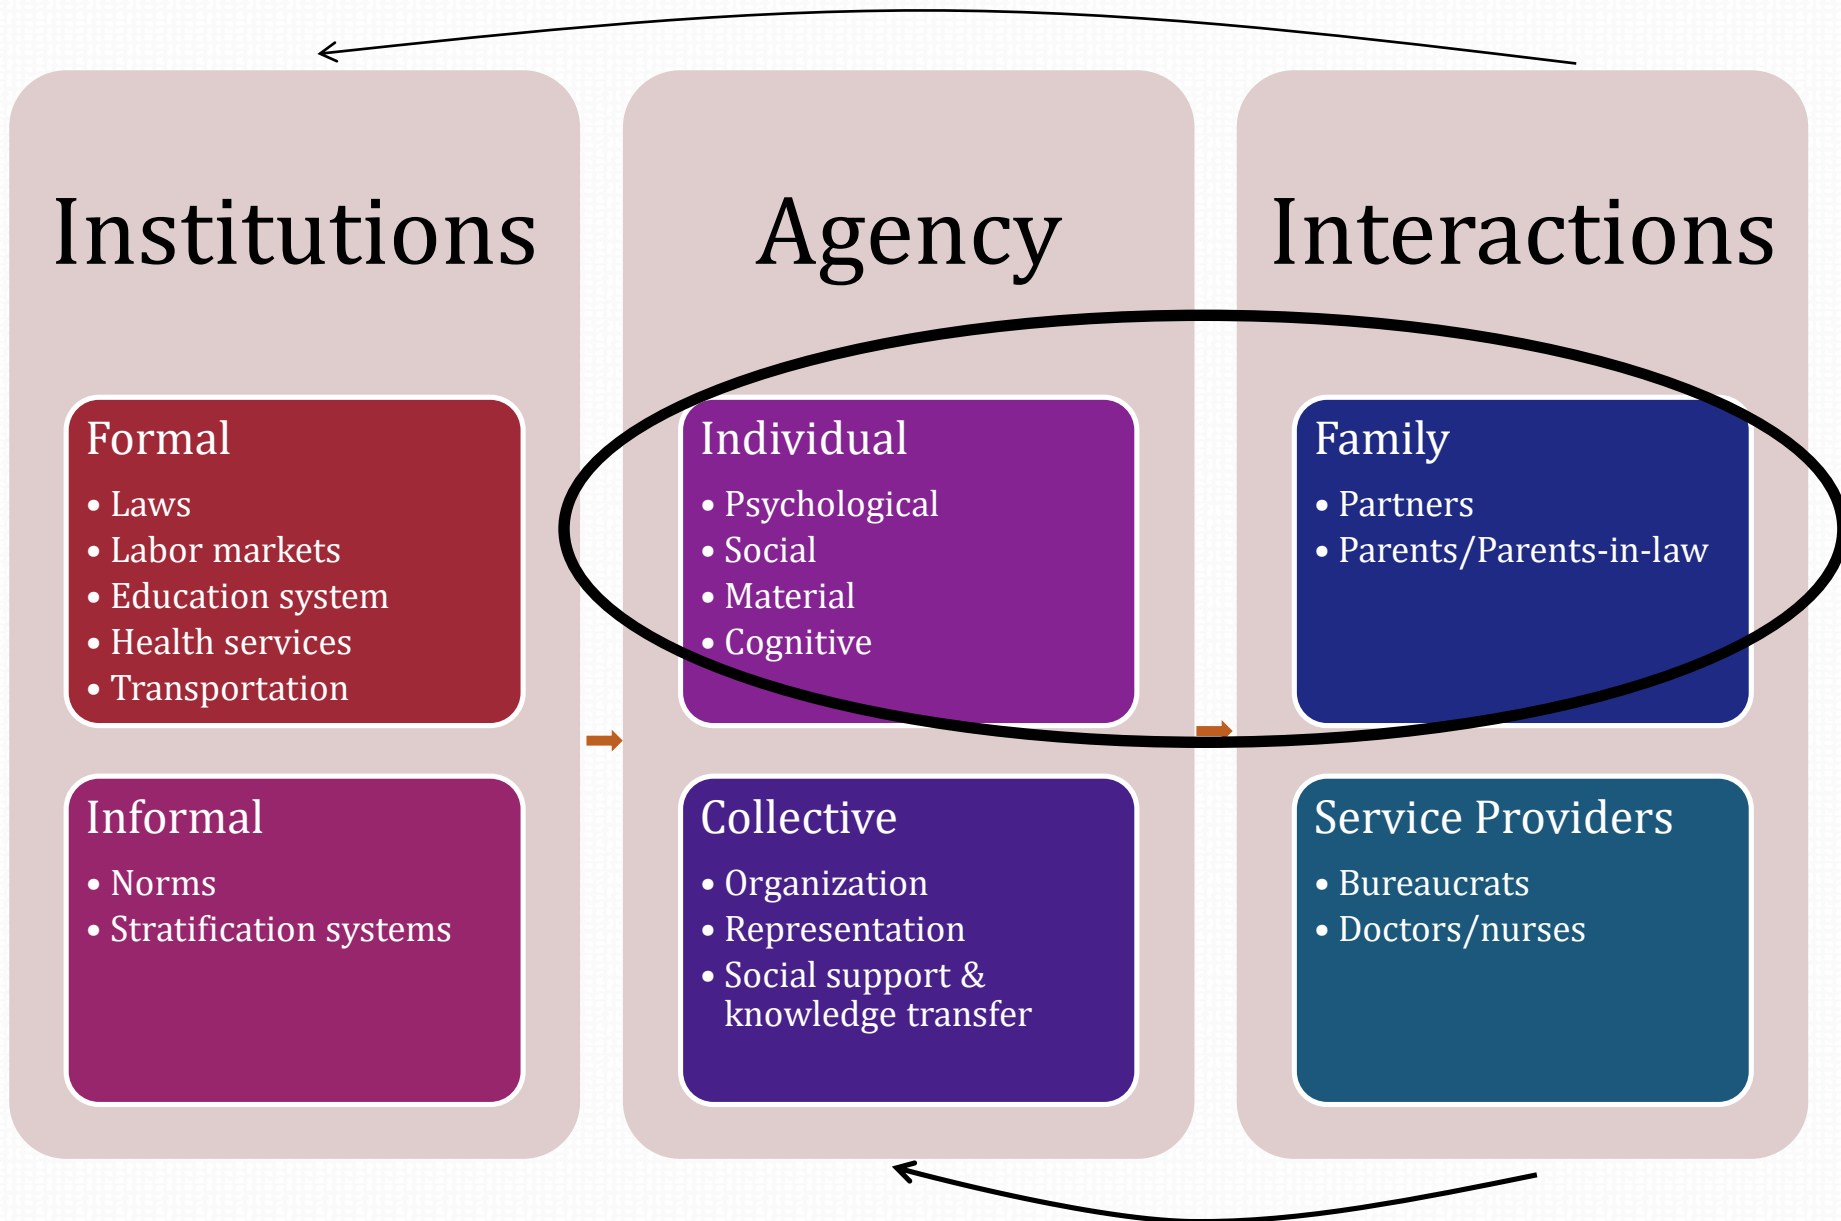 Institutions
Formal
• Laws
• Labor markets
• Education system
• Health services
• Transportation
Informal
• Norms
• Stratification systems
Agency
Individual
• Psychological
• Social
• Material
• Cognitive
Collective
• Organization
• Representation
• Social support &
knowledge transfer
Interactions
Family
• Partners
• Parents/Parents-in-law
Service Providers
• Bureaucrats
• Doctors/nurses